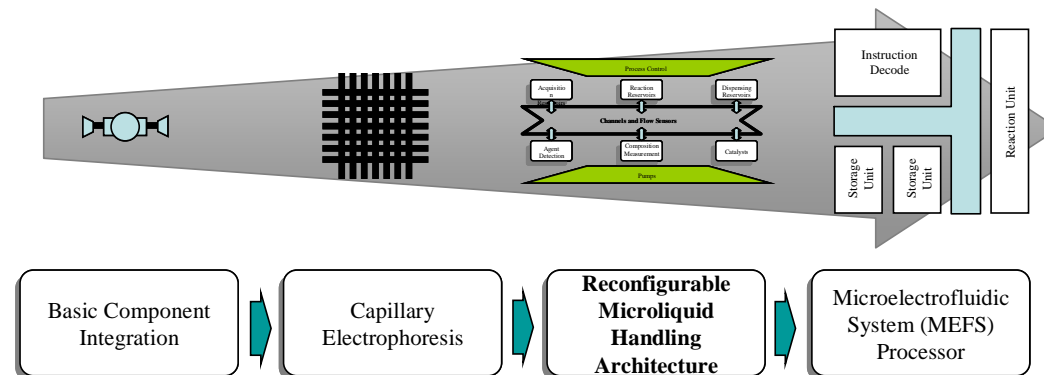 Process Control
Acquisitio
n
Reaction
Reservoirs
Dispensing
Reservoirs
Channels and Flow Sensors
Agent
Detection
Composition
Measurement
Catalysts
Pumps
Instruction
Decode
Storage
Unit
Storage
Unit
Reaction Unit
Basic Component
Integration
Capillary
Electrophoresis
Reconfigurable
Microliquid
Handling
Architecture
Microelectrofluidic
System (MEFS)
Processor